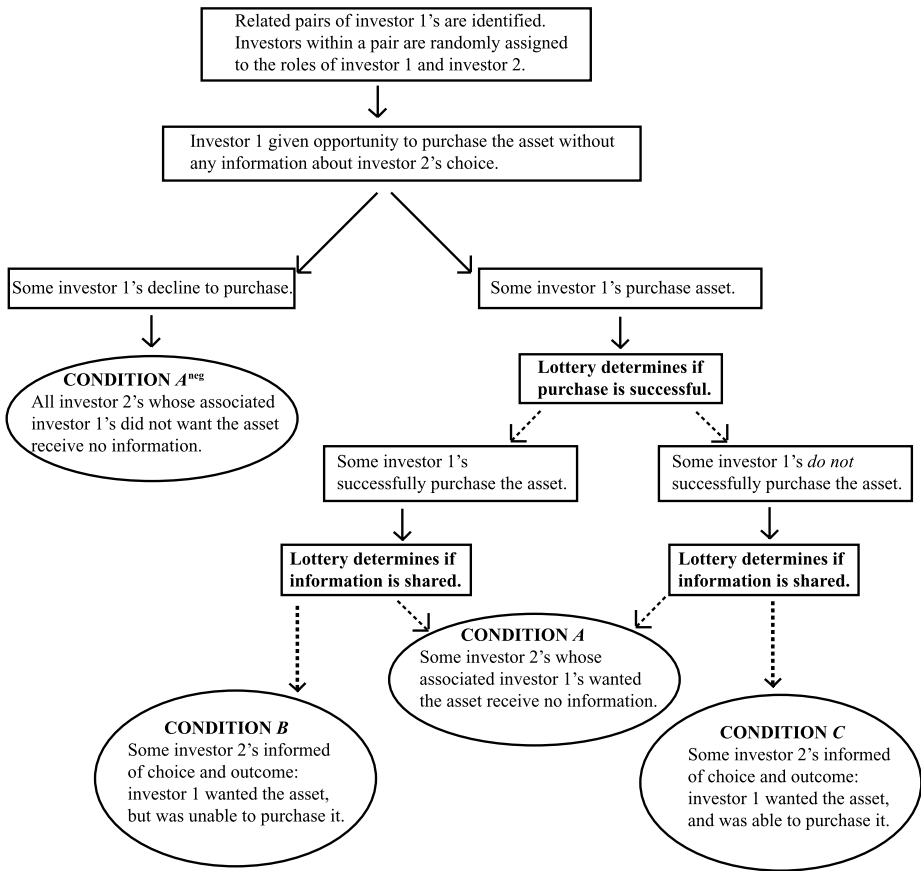 Related pairs of investor 1's are identified.
Investors within a pair are randomly assigned
to the roles of investor 1 and investor 2.
Investor 1 given opportunity to purchase the asset without
any information about investor 2's choice.
Some investor 1's decline to purchase.
Some investor 1's purchase asset.
CONDITION A^neg
All investor 2's whose associated
investor 1's did not want the asset
receive no information.
Lottery determines if
purchase is successful.
Some investor 1's
successfully purchase the asset.
Some investor 1's do not
successfully purchase the asset.
Lottery determines if
information is shared.
Lottery determines if
information is shared.
CONDITION A
Some investor 2's whose
associated investor 1's wanted
the asset receive no information.
CONDITION B
Some investor 2's informed
of choice and outcome:
investor 1 wanted the asset,
but was unable to purchase it.
CONDITION C
Some investor 2's informed
of choice and outcome:
investor 1 wanted the asset,
and was able to purchase it.